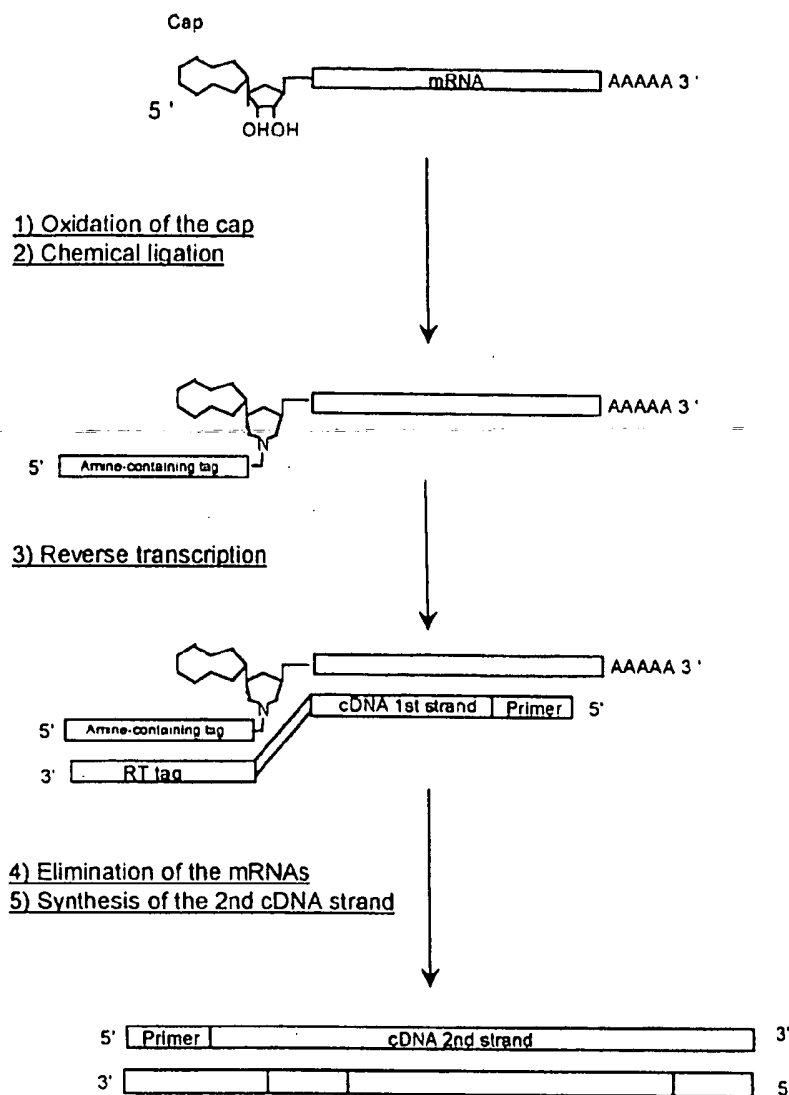 Cap
mRNA AAAAA 3'
5'
OHOH
1) Oxidation of the cap
2) Chemical ligation
AAAAA 3'
N
5' Amine-containing tag
3) Reverse transcription
AAAAA 3'
N
cDNA 1st strand Primer 5'
5' Amine-containing tag
3' RT tag
4) Elimination of the mRNAs
5) Synthesis of the 2nd cDNA strand
5' Primer cDNA 2nd strand 3'
3' 5'